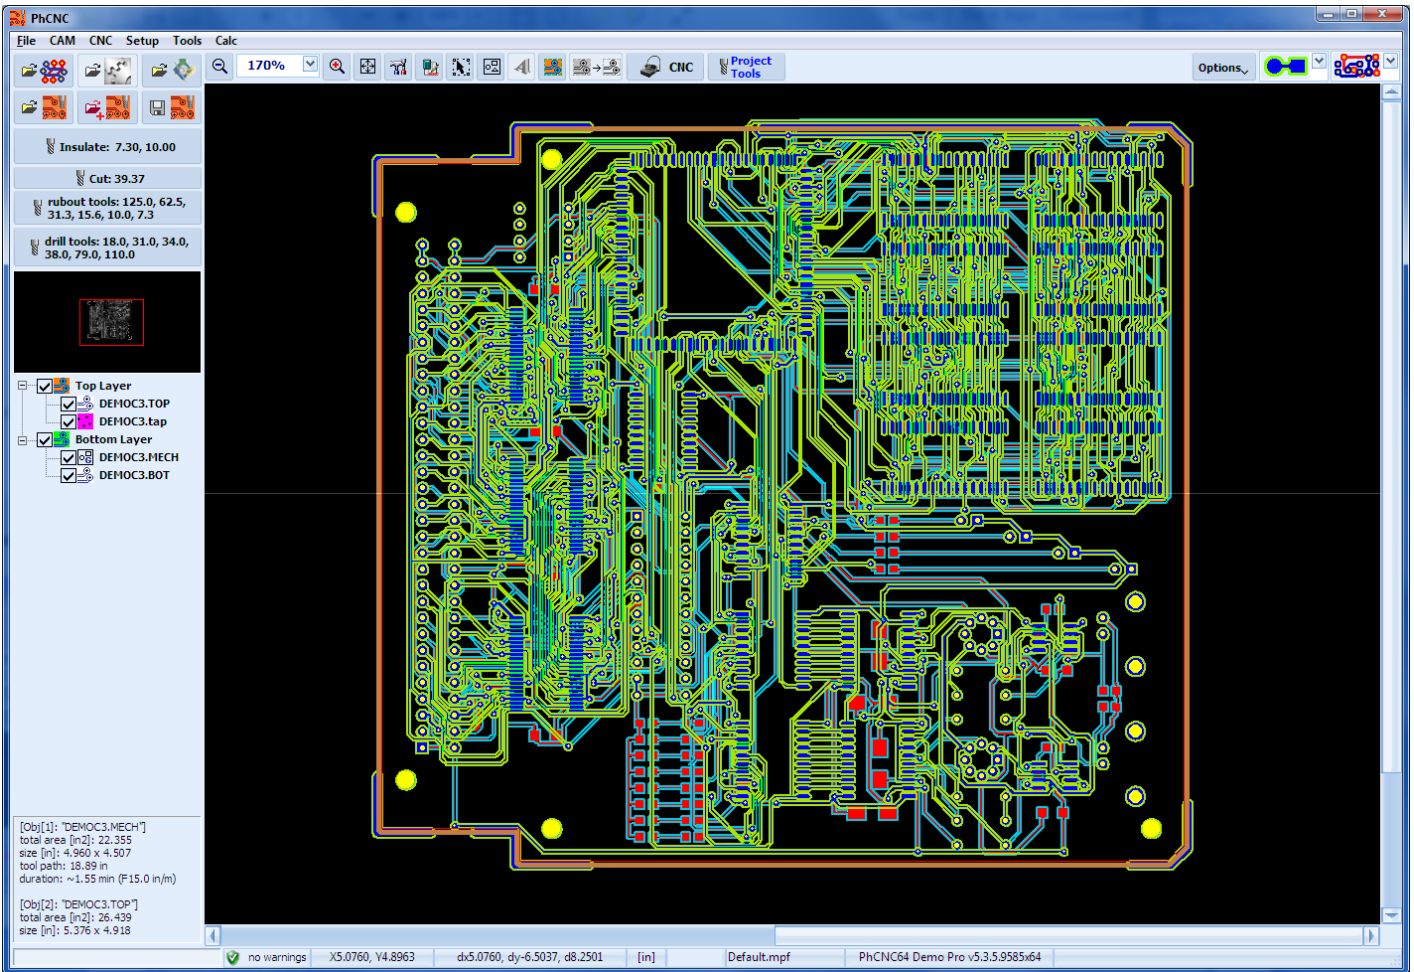 PhCNC
File CAM CNC Setup Tools Calc
170%
CNC
Project
Tools
Options
Insulate: 7.30, 10.00
Cut: 39.37
rubout tools: 125.0, 62.5,
31.3, 15.6, 10.0, 7.3
drill tools: 18.0, 31.0, 34.0,
38.0, 79.0, 110.0
Top Layer
DEMOC3.TOP
DEMOC3.tap
Bottom Layer
DEMOC3.MECH
DEMOC3.BOT
[Obj[1]: "DEMOC3.MECH"]
total area [in2]: 22.355
size [in]: 4.960 x 4.507
tool path: 18.89 in
duration: ~1.55 min (F15.0 in/m)
[Obj[2]: "DEMOC3.TOP"]
total area [in2]: 26.439
size [in]: 5.376 x 4.918
no warnings X5.0760, Y4.8963 dx5.0760, dy-6.5037, d8.2501 [in] Default.mpf PhCNC64 Demo Pro v5.3.5.9585x64